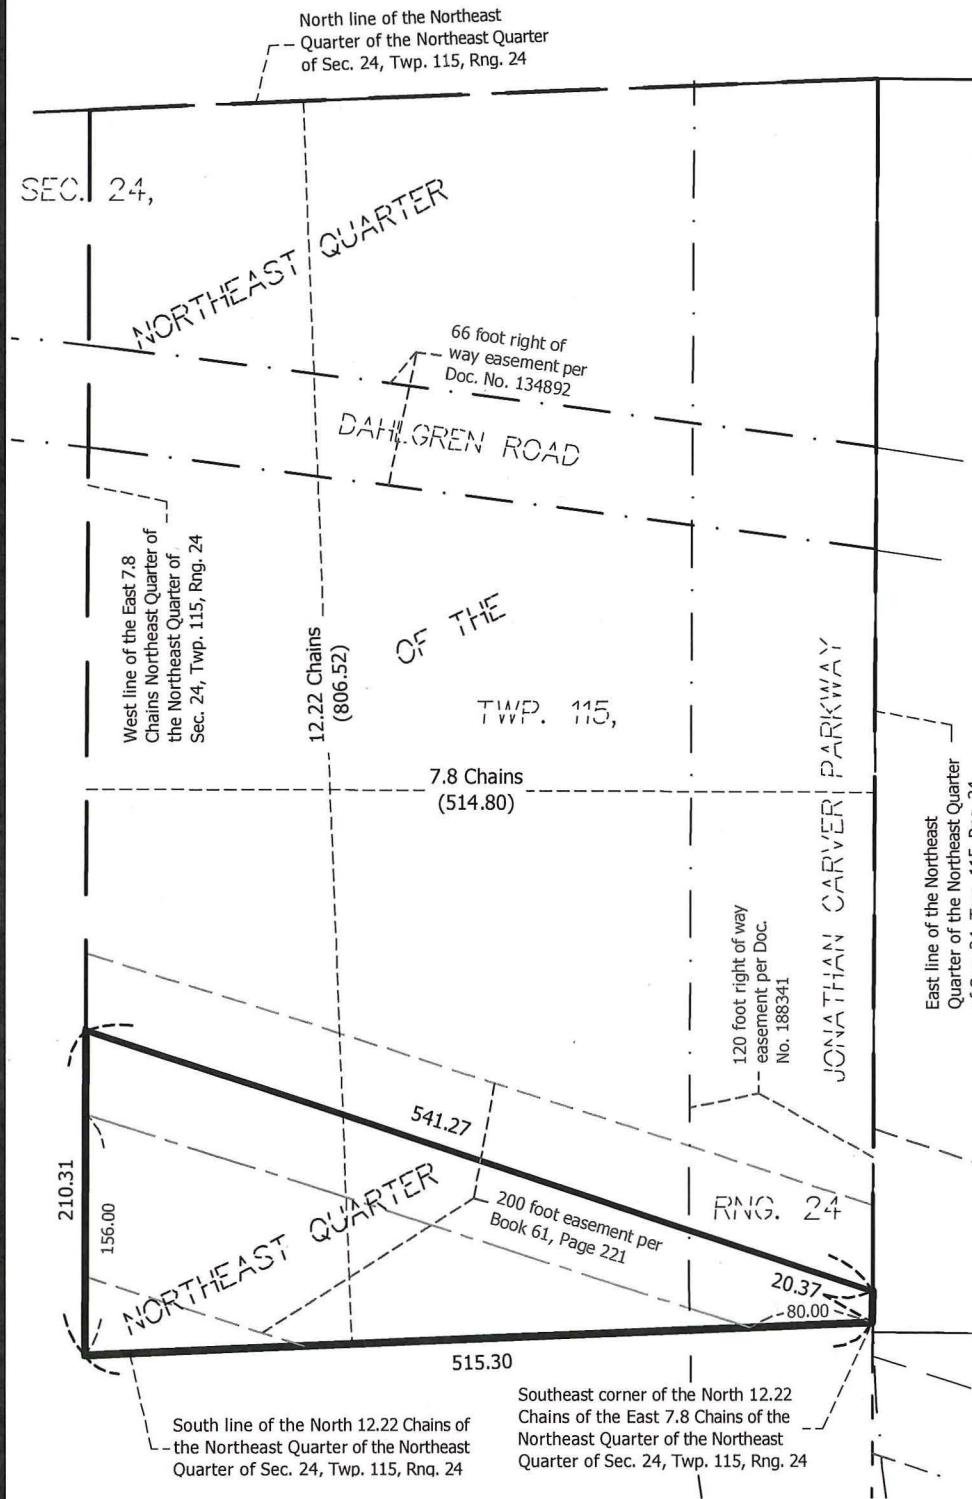 North line of the Northeast
Quarter of the Northeast Quarter
of Sec. 24, Twp. 115, Rng. 24
SEC. 24,
NORTHEAST QUARTER
66 foot right of
way easement per
Doc. No. 134892
DAHLGREN ROAD
West line of the East 7.8
Chains Northeast Quarter of
the Northeast Quarter of
Sec. 24, Twp. 115, Rng. 24
12.22 Chains
(806.52)
OF THE
TWP. 115,
7.8 Chains
(514.80)
JONATHAN CARVER PARKWAY
East line of the Northeast
Quarter of the Northeast Quarter
120 foot right of way
easement per Doc.
No. 188341
541.27
210.31
156.00
NORTHEAST QUARTER
200 foot easement per
Book 61, Page 221
RNG. 24
20.37
80.00
515.30
South line of the North 12.22 Chains of
the Northeast Quarter of the Northeast
Quarter of Sec. 24, Twp. 115, Rng. 24
Southeast corner of the North 12.22
Chains of the East 7.8 Chains of the
Northeast Quarter of the Northeast
Quarter of Sec. 24, Twp. 115, Rng. 24